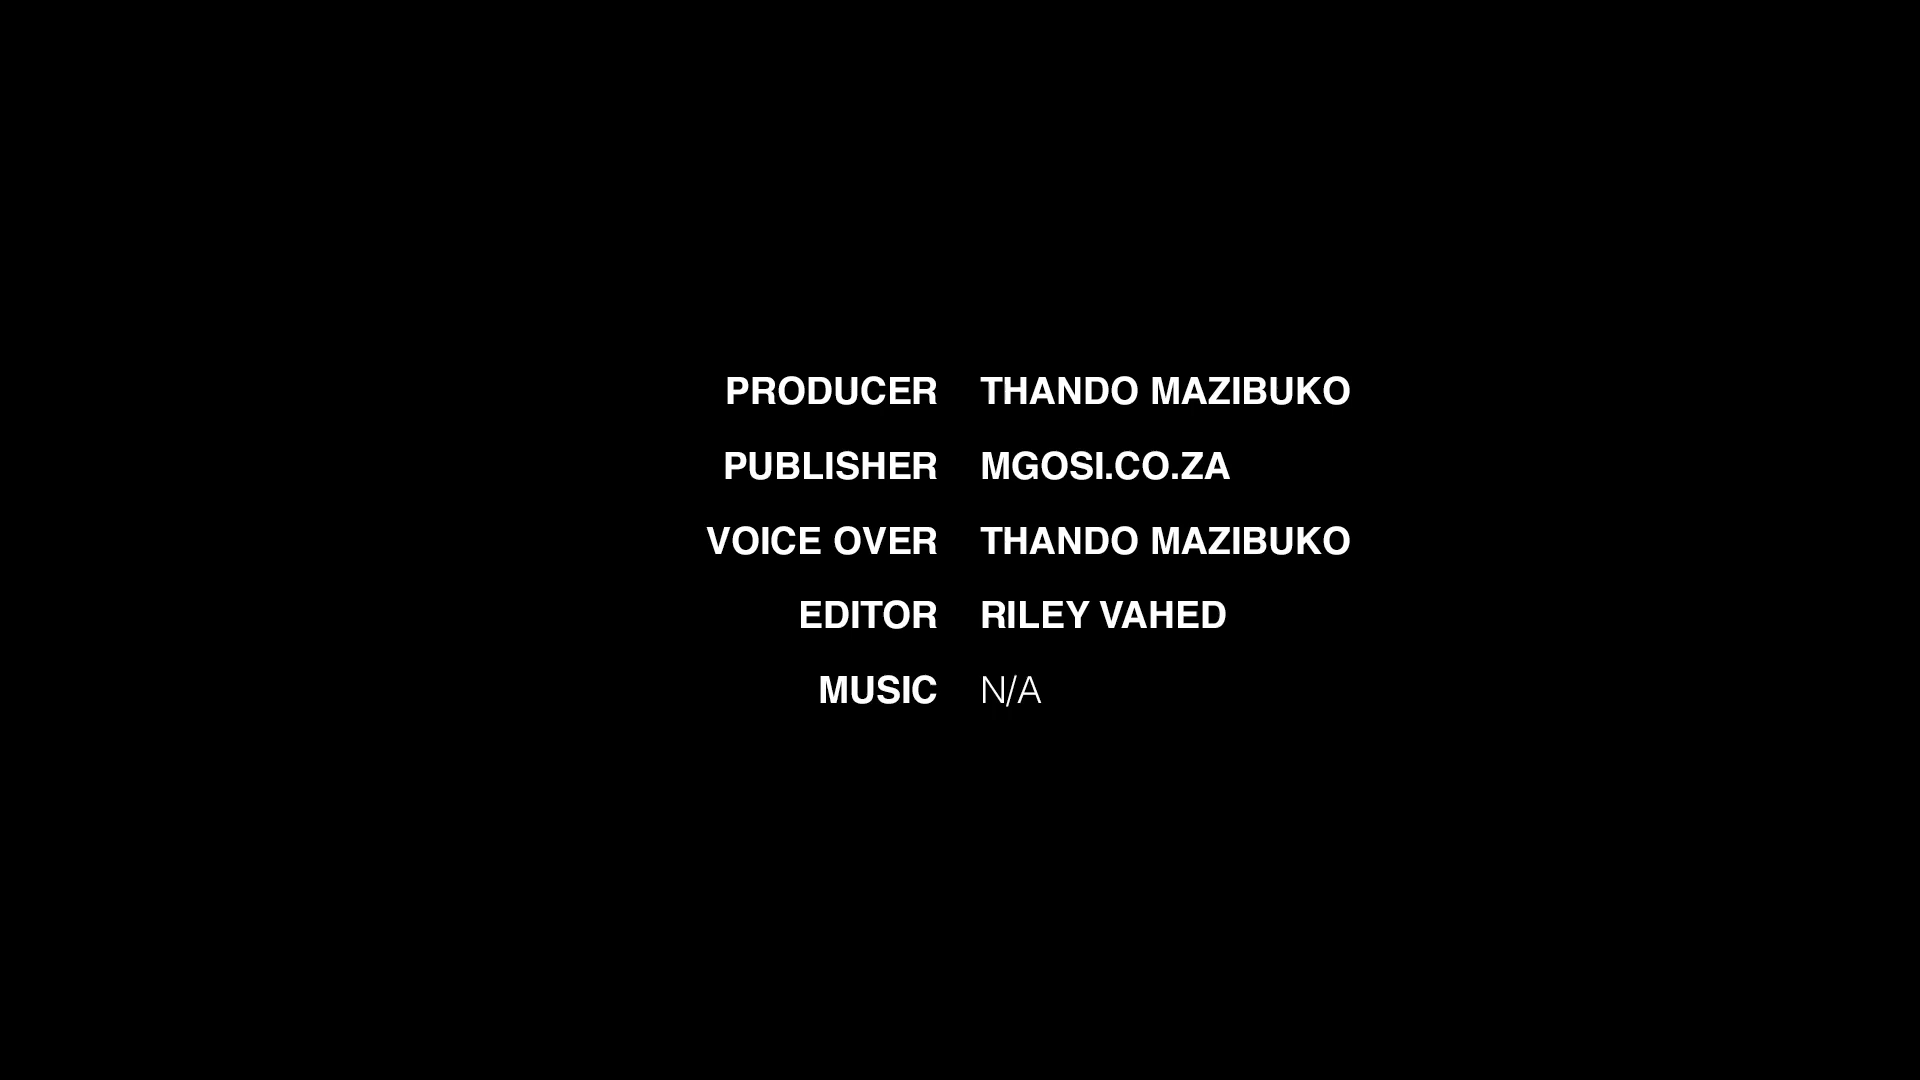 PRODUCER THANDO MAZIBUKO
PUBLISHER MGOSI.CO.ZA
VOICE OVER THANDO MAZIBUKO
EDITOR RILEY VAHED
MUSIC N/A